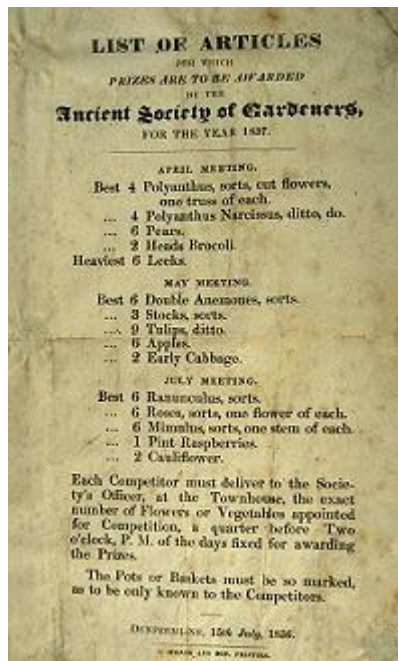 LIST OF ARTICLES
FOR WHICH
PRIZES ARE TO BE AWARDED
BY THE
Ancient Society of Gardeners,
FOR THE YEAR 1837.
APRIL MEETING.
Best 4 Polyanthus, sorts, cut flowers,
one truss of each.
... 4 Polyanthus Narcissus, ditto, do.
... 6 Pears.
... 2 Heads Brocoli.
Heaviest 6 Leeks.
MAY MEETING.
Best 6 Double Anemones, sorts.
... 3 Stocks, sorts.
... 9 Tulips, ditto.
... 6 Apples.
... 2 Early Cabbage.
JULY MEETING.
Best 6 Ranunculus, sorts.
... 6 Roses, sorts, one flower of each.
... 6 Mimulus, sorts, one stem of each.
... 1 Pint Raspberries.
... 2 Cauliflower.
Each Competitor must deliver to the Socie-
ty's Officer, at the Townhouse, the exact
number of Flowers or Vegetables appointed
for Competition, a quarter before Two
o'clock, P. M. of the days fixed for awarding
the Prizes.
The Pots or Baskets must be so marked,
as to be only known to the Competitors.
DUNFERMLINE, 15th July, 1836.
MILLER AND SON, PRINTERS.